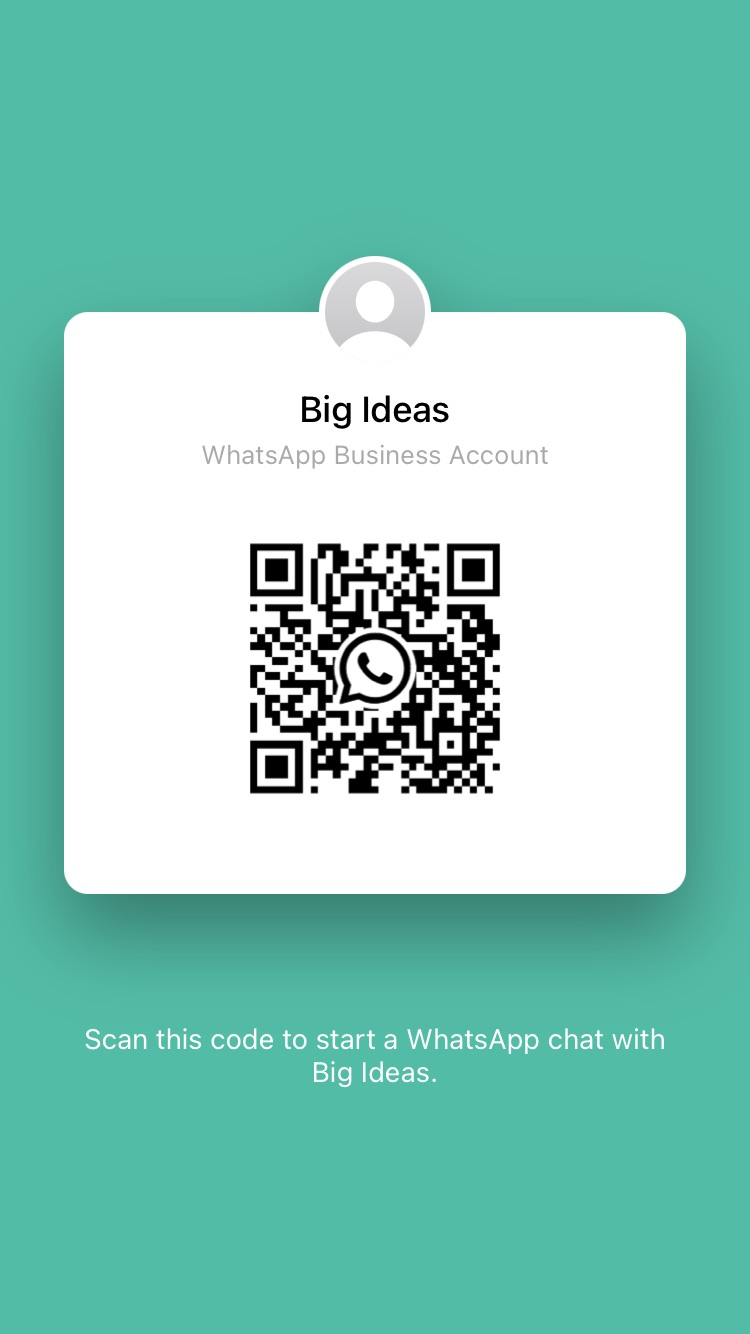 Big Ideas
WhatsApp Business Account
Scan this code to start a WhatsApp chat with
Big Ideas.